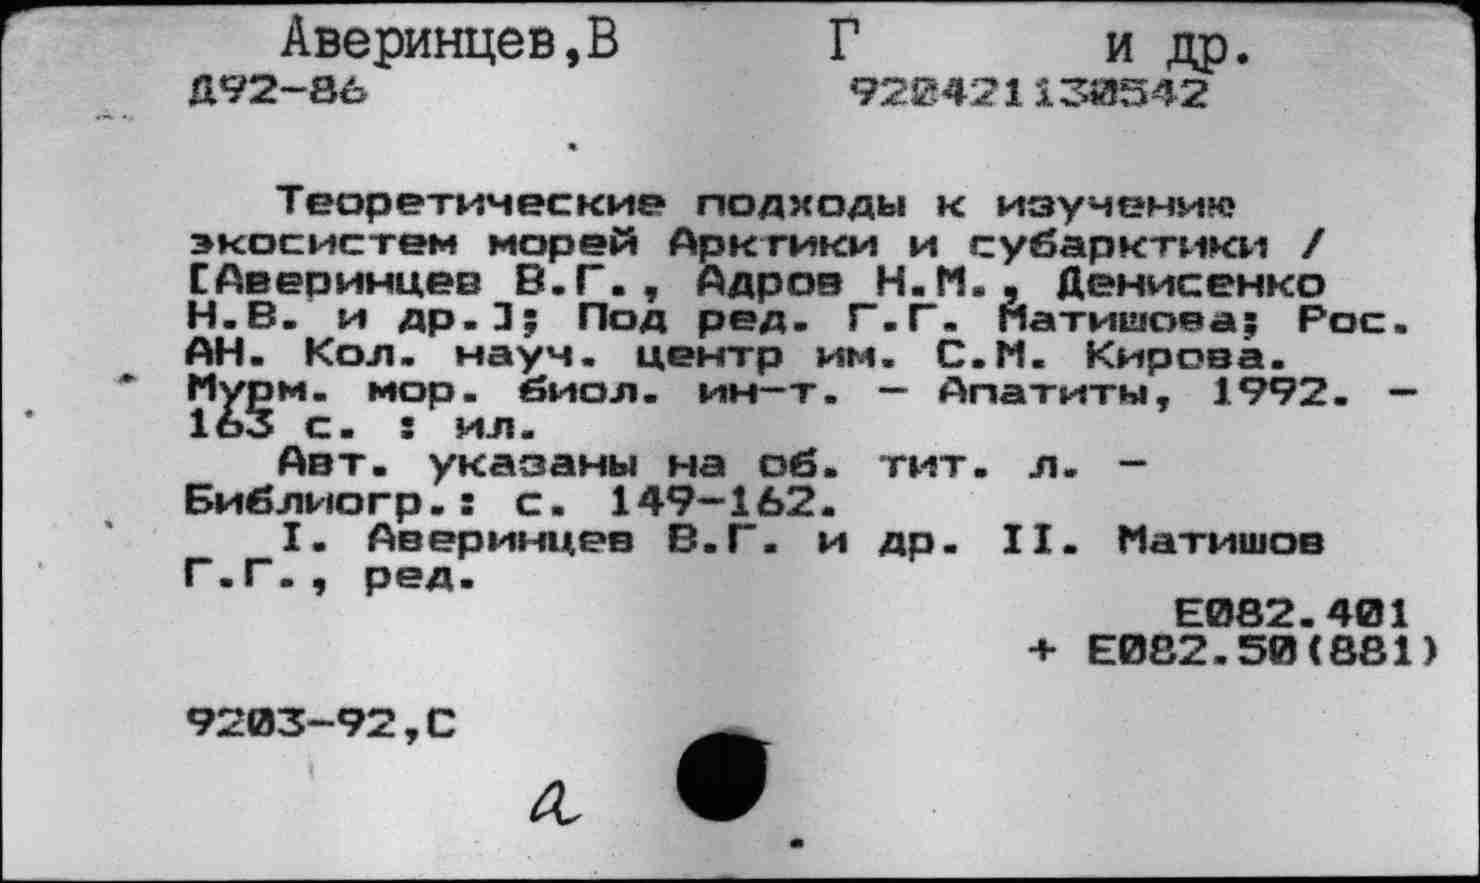 Аверинцев,В Г и др.
Д92-86 920421130542
Теоретические подходы к изучению
экосистем морей Арктики и субарктики /
[Аверинцев В.Г., Адров Н.М., Денисенко
Н.В. и др.]; Под ред. Г.Г. Матишова; Рос.
АН. Кол. науч. центр им. С.М. Кирова.
Мурм. мор. биол. ин-т. - Апатиты, 1992. -
163 с. : ил.
Авт. указаны на об. тит. л. -
Библиогр.: с. 149-162.
I. Аверинцев В.Г. и др. II. Матишов
Г.Г., ред.
Е082.401
+ Е082.50(881)
9203-92,С
а